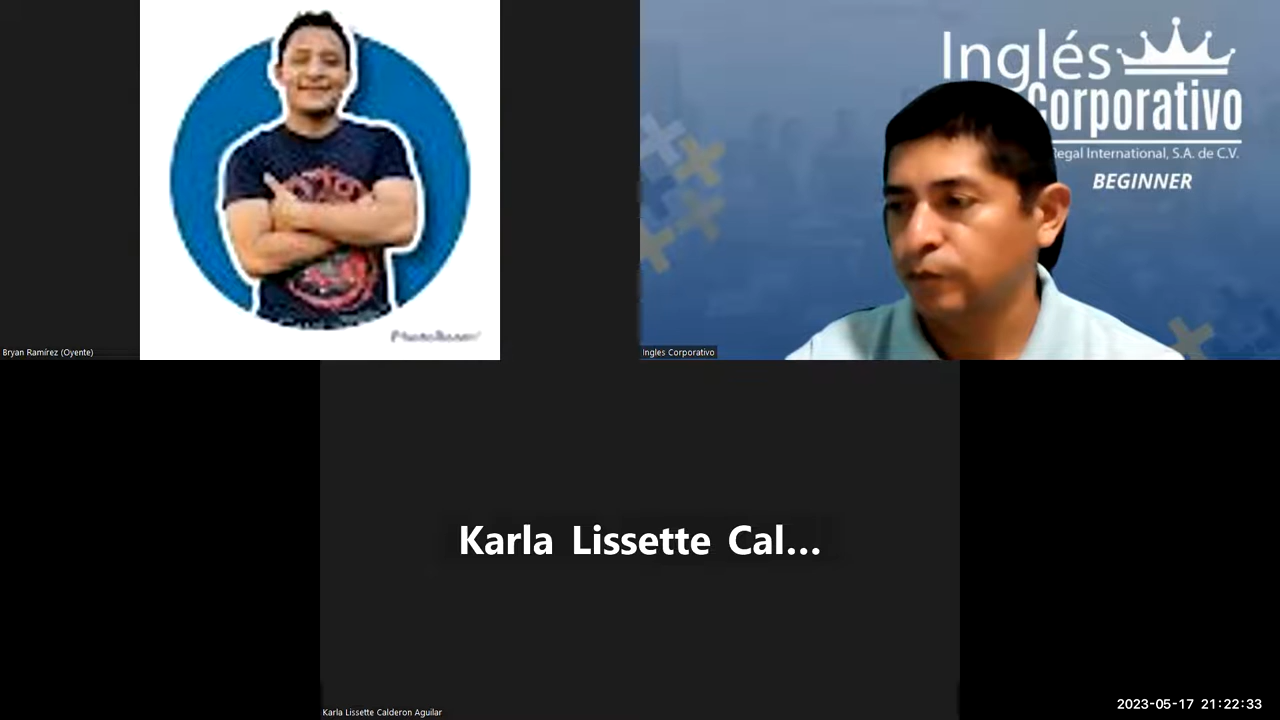 Bryan Ramírez (Oyente)
Inglés
Corporativo
Regal International, S.A. de C.V.
BEGINNER
Ingles Corporativo
Karla Lissette Cal...
Karla Lissette Calderon Aguilar
2023-05-17 21:22:33